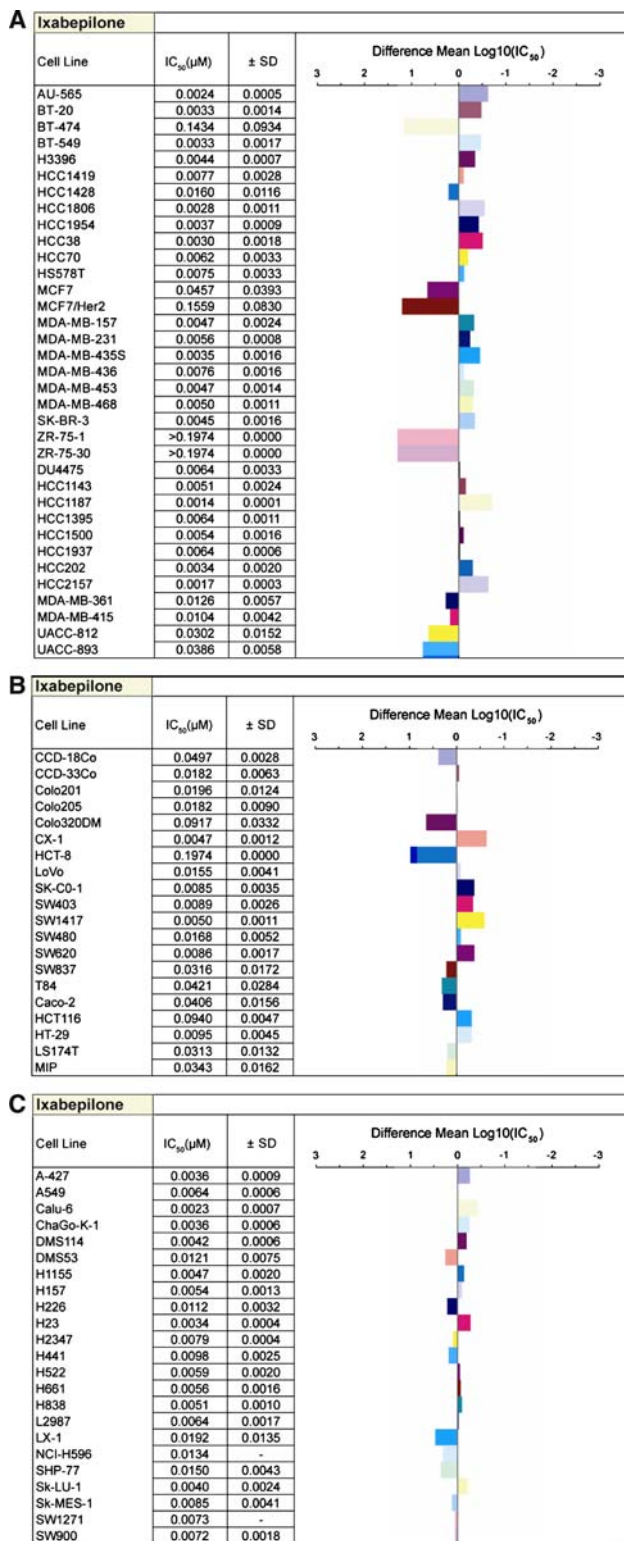 A Ixabepilone
Cell Line IC50(µM) ± SD Difference Mean Log10(IC50)
3 2 1 0 -1 -2 -3
AU-565 0.0024 0.0005
BT-20 0.0033 0.0014
BT-474 0.1434 0.0934
BT-549 0.0033 0.0017
H3396 0.0044 0.0007
HCC1419 0.0077 0.0028
HCC1428 0.0160 0.0116
HCC1806 0.0028 0.0011
HCC1954 0.0037 0.0009
HCC38 0.0030 0.0018
HCC70 0.0062 0.0033
HS578T 0.0075 0.0033
MCF7 0.0457 0.0393
MCF7/Her2 0.1559 0.0830
MDA-MB-157 0.0047 0.0024
MDA-MB-231 0.0056 0.0008
MDA-MB-435S 0.0035 0.0016
MDA-MB-436 0.0076 0.0016
MDA-MB-453 0.0047 0.0014
MDA-MB-468 0.0050 0.0011
SK-BR-3 0.0045 0.0016
ZR-75-1 >0.1974 0.0000
ZR-75-30 >0.1974 0.0000
DU4475 0.0064 0.0033
HCC1143 0.0051 0.0024
HCC1187 0.0014 0.0001
HCC1395 0.0064 0.0011
HCC1500 0.0054 0.0016
HCC1937 0.0064 0.0006
HCC202 0.0034 0.0020
HCC2157 0.0017 0.0003
MDA-MB-361 0.0126 0.0057
MDA-MB-415 0.0104 0.0042
UACC-812 0.0302 0.0152
UACC-893 0.0386 0.0058
B Ixabepilone
Cell Line IC50(µM) ± SD Difference Mean Log10(IC50)
3 2 1 0 -1 -2 -3
CCD-18Co 0.0497 0.0028
CCD-33Co 0.0182 0.0063
Colo201 0.0196 0.0124
Colo205 0.0182 0.0090
Colo320DM 0.0917 0.0332
CX-1 0.0047 0.0012
HCT-8 0.1974 0.0000
LoVo 0.0155 0.0041
SK-C0-1 0.0085 0.0035
SW403 0.0089 0.0026
SW1417 0.0050 0.0011
SW480 0.0168 0.0052
SW620 0.0086 0.0017
SW837 0.0316 0.0172
T84 0.0421 0.0284
Caco-2 0.0406 0.0156
HCT116 0.0940 0.0047
HT-29 0.0095 0.0045
LS174T 0.0313 0.0132
MIP 0.0343 0.0162
C Ixabepilone
Cell Line IC50(µM) ± SD Difference Mean Log10(IC50)
3 2 1 0 -1 -2 -3
A-427 0.0036 0.0009
A549 0.0064 0.0006
Calu-6 0.0023 0.0007
ChaGo-K-1 0.0036 0.0006
DMS114 0.0042 0.0006
DMS53 0.0121 0.0075
H1155 0.0047 0.0020
H157 0.0054 0.0013
H226 0.0112 0.0032
H23 0.0034 0.0004
H2347 0.0079 0.0004
H441 0.0098 0.0025
H522 0.0059 0.0020
H661 0.0056 0.0016
H838 0.0051 0.0010
L2987 0.0064 0.0017
LX-1 0.0192 0.0135
NCI-H596 0.0134 -
SHP-77 0.0150 0.0043
Sk-LU-1 0.0040 0.0024
Sk-MES-1 0.0085 0.0041
SW1271 0.0073 -
SW900 0.0072 0.0018